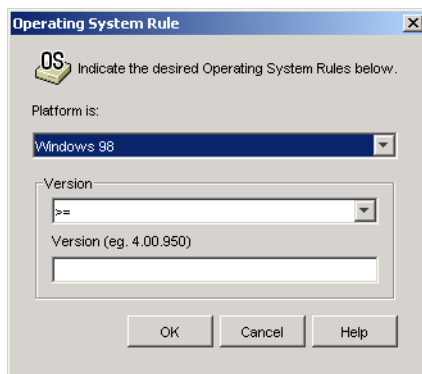 Operating System Rule
OS
Indicate the desired Operating System Rules below.
Platform is:
Windows 98
Version
>=
Version (eg. 4.00.950)
OK
Cancel
Help